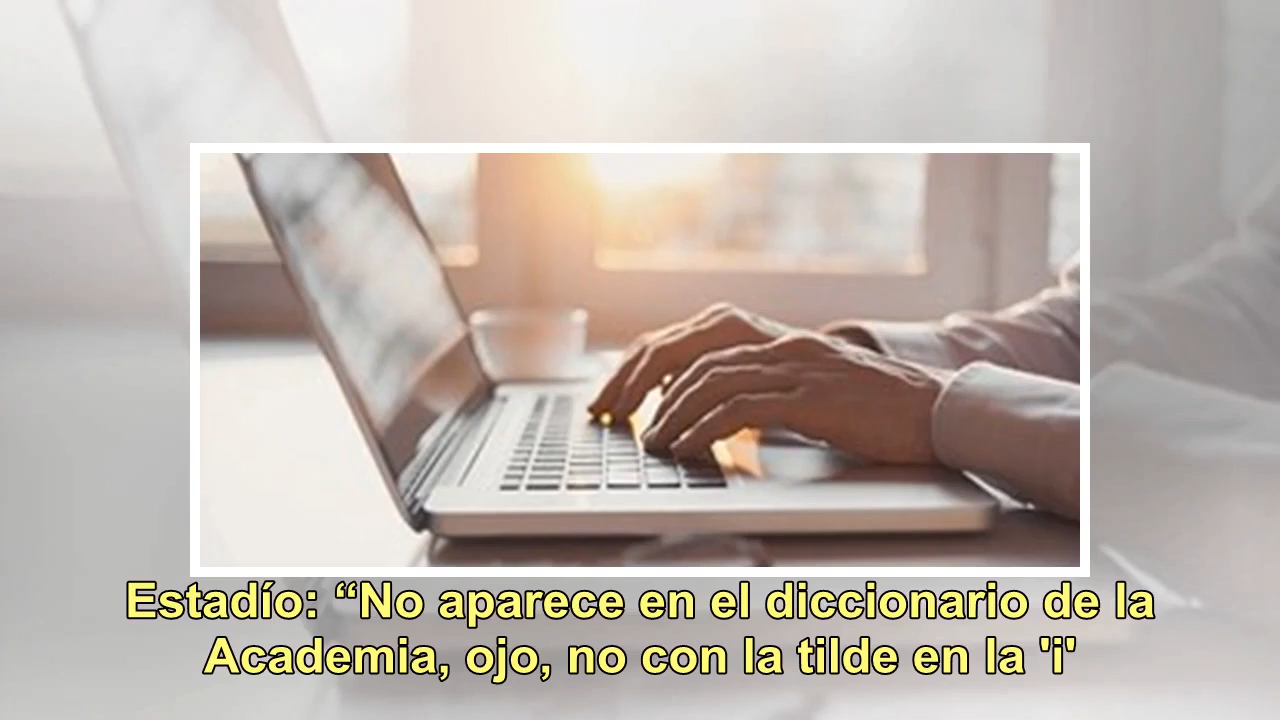 Estadío: “No aparece en el diccionario de la
Academia, ojo, no con la tilde en la 'i'